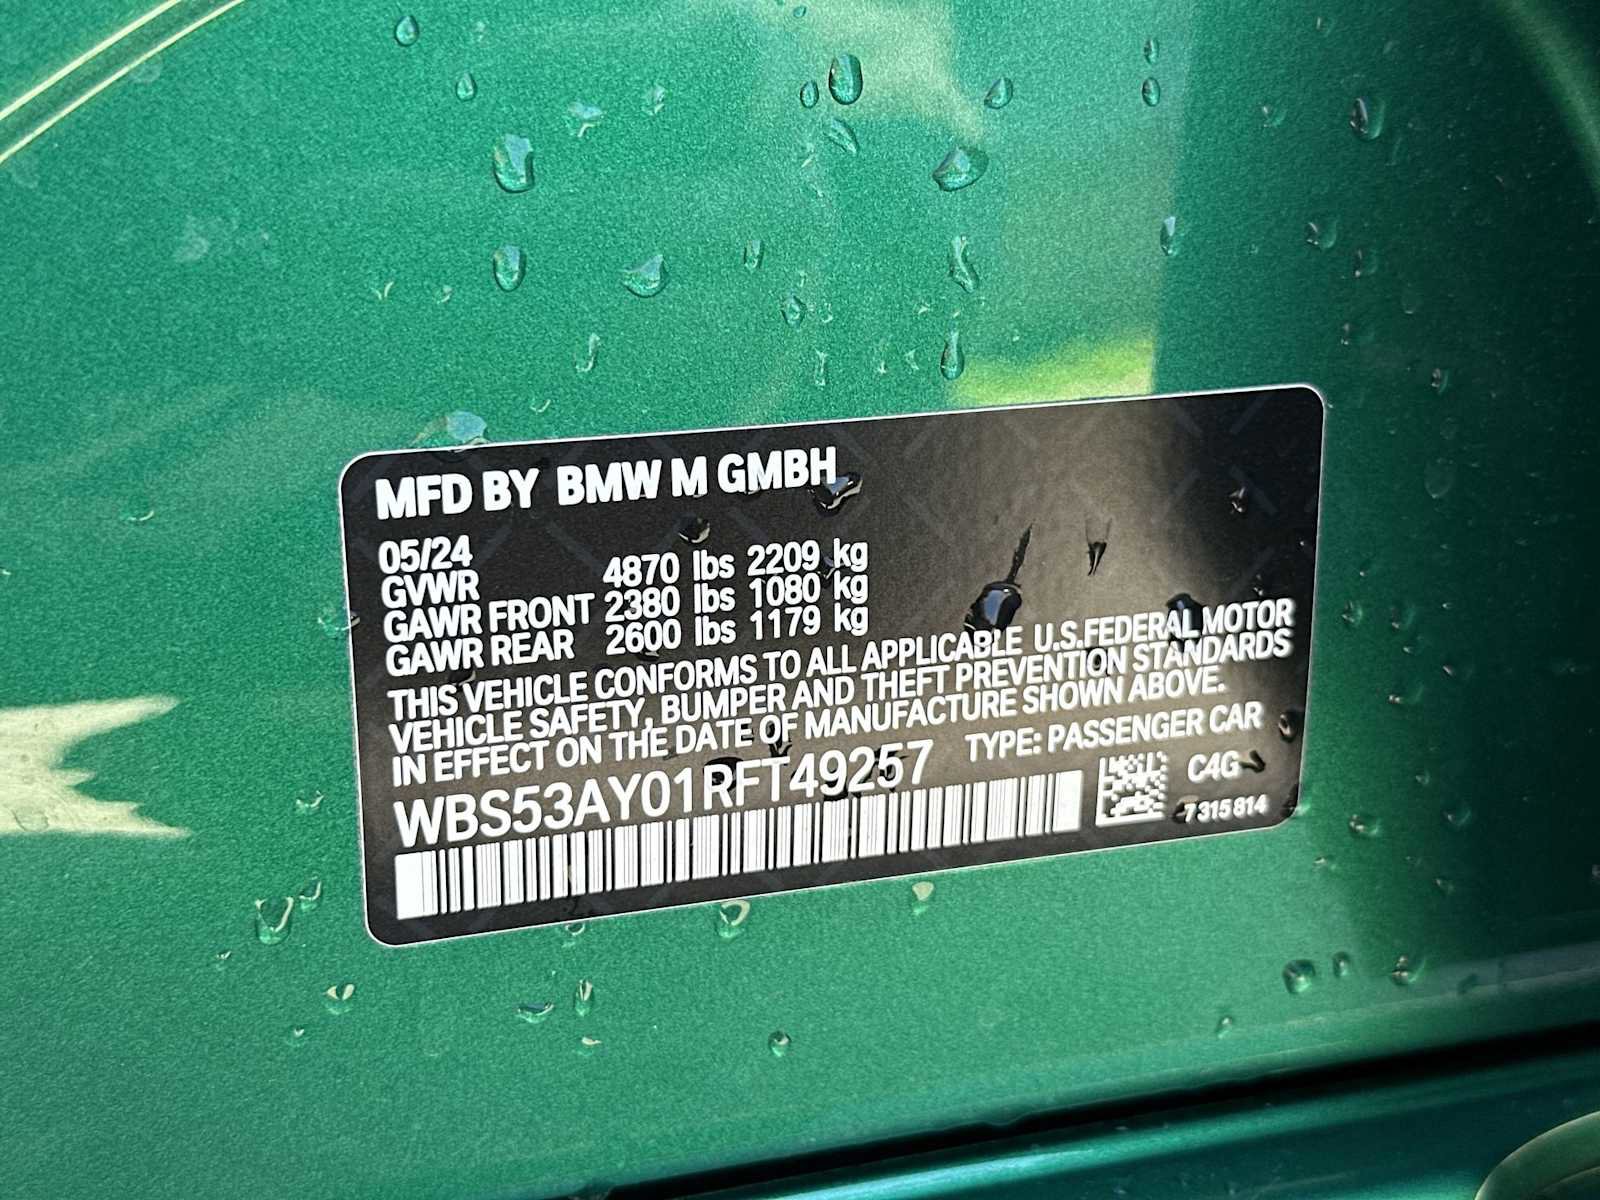 MFD BY BMW M GMBH
05/24
GVWR 4870 lbs 2209 kg
GAWR FRONT 2380 lbs 1080 kg
GAWR REAR 2600 lbs 1179 kg
THIS VEHICLE CONFORMS TO ALL APPLICABLE U.S.FEDERAL MOTOR
VEHICLE SAFETY, BUMPER AND THEFT PREVENTION STANDARDS
IN EFFECT ON THE DATE OF MANUFACTURE SHOWN ABOVE.
WBS53AY01RFT49257 TYPE: PASSENGER CAR
C4G
7 315 814